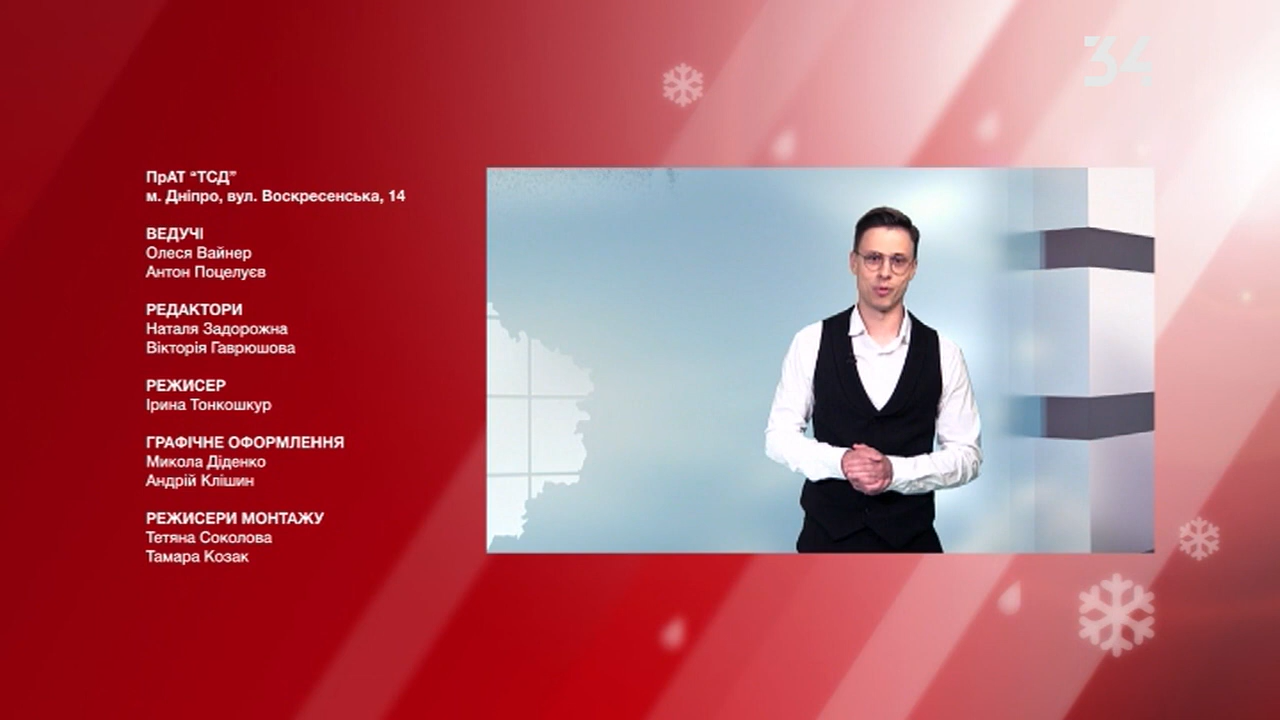 34
ПрАТ “ТСД”
м. Дніпро, вул. Воскресенська, 14
ВЕДУЧІ
Олеся Вайнер
Антон Поцелуєв
РЕДАКТОРИ
Наталя Задорожна
Вікторія Гаврюшова
РЕЖИСЕР
Ірина Тонкошкур
ГРАФІЧНЕ ОФОРМЛЕННЯ
Микола Діденко
Андрій Клішин
РЕЖИСЕРИ МОНТАЖУ
Тетяна Соколова
Тамара Козак